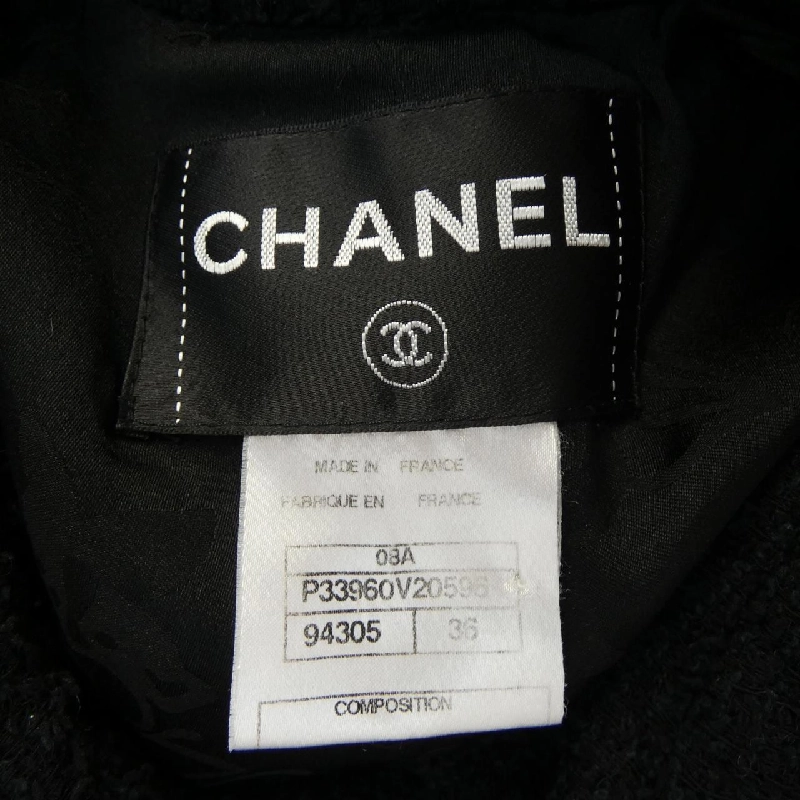 CHANEL
MADE IN FRANCE
FABRIQUE EN FRANCE
08A
P33960V20595
94305 36
COMPOSITION